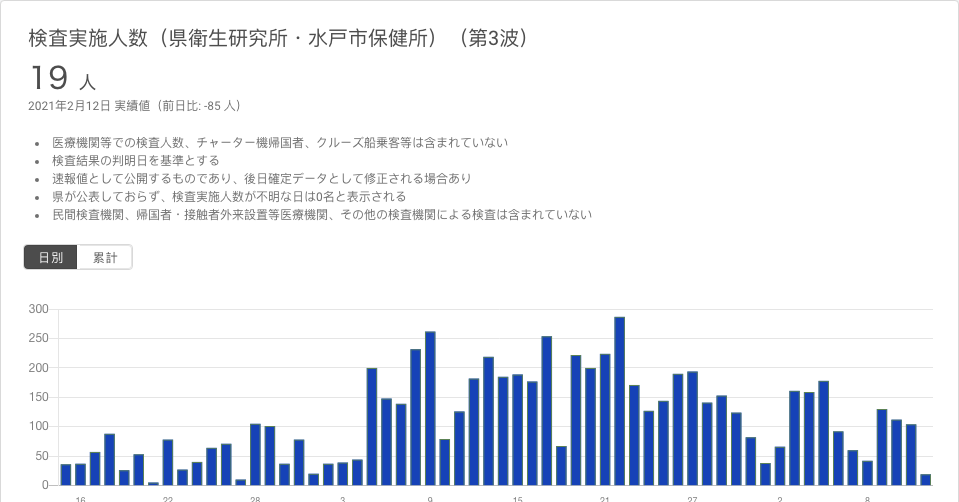 検査実施人数（県衛生研究所・水戸市保健所）（第3波）
19 人
2021年2月12日 実績値（前日比: -85 人）
医療機関等での検査人数、チャーター機帰国者、クルーズ船乗客等は含まれていない
検査結果の判明日を基準とする
速報値として公開するものであり、後日確定データとして修正される場合あり
県が公表しておらず、検査実施人数が不明な日は0名と表示される
民間検査機関、帰国者・接触者外来設置等医療機関、その他の検査機関による検査は含まれていない
日別 累計
300
250
200
150
100
50
0
16 22 28 3 9 15 21 27 2 8